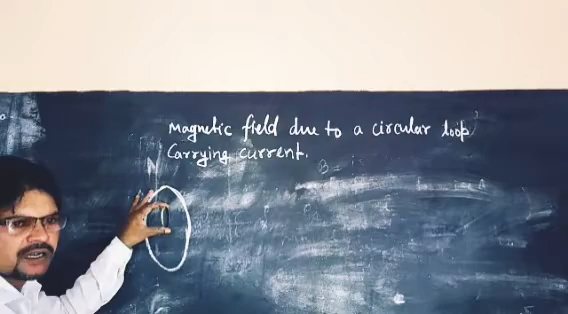 Magnetic field due to a circular loop
Carrying current.
B=